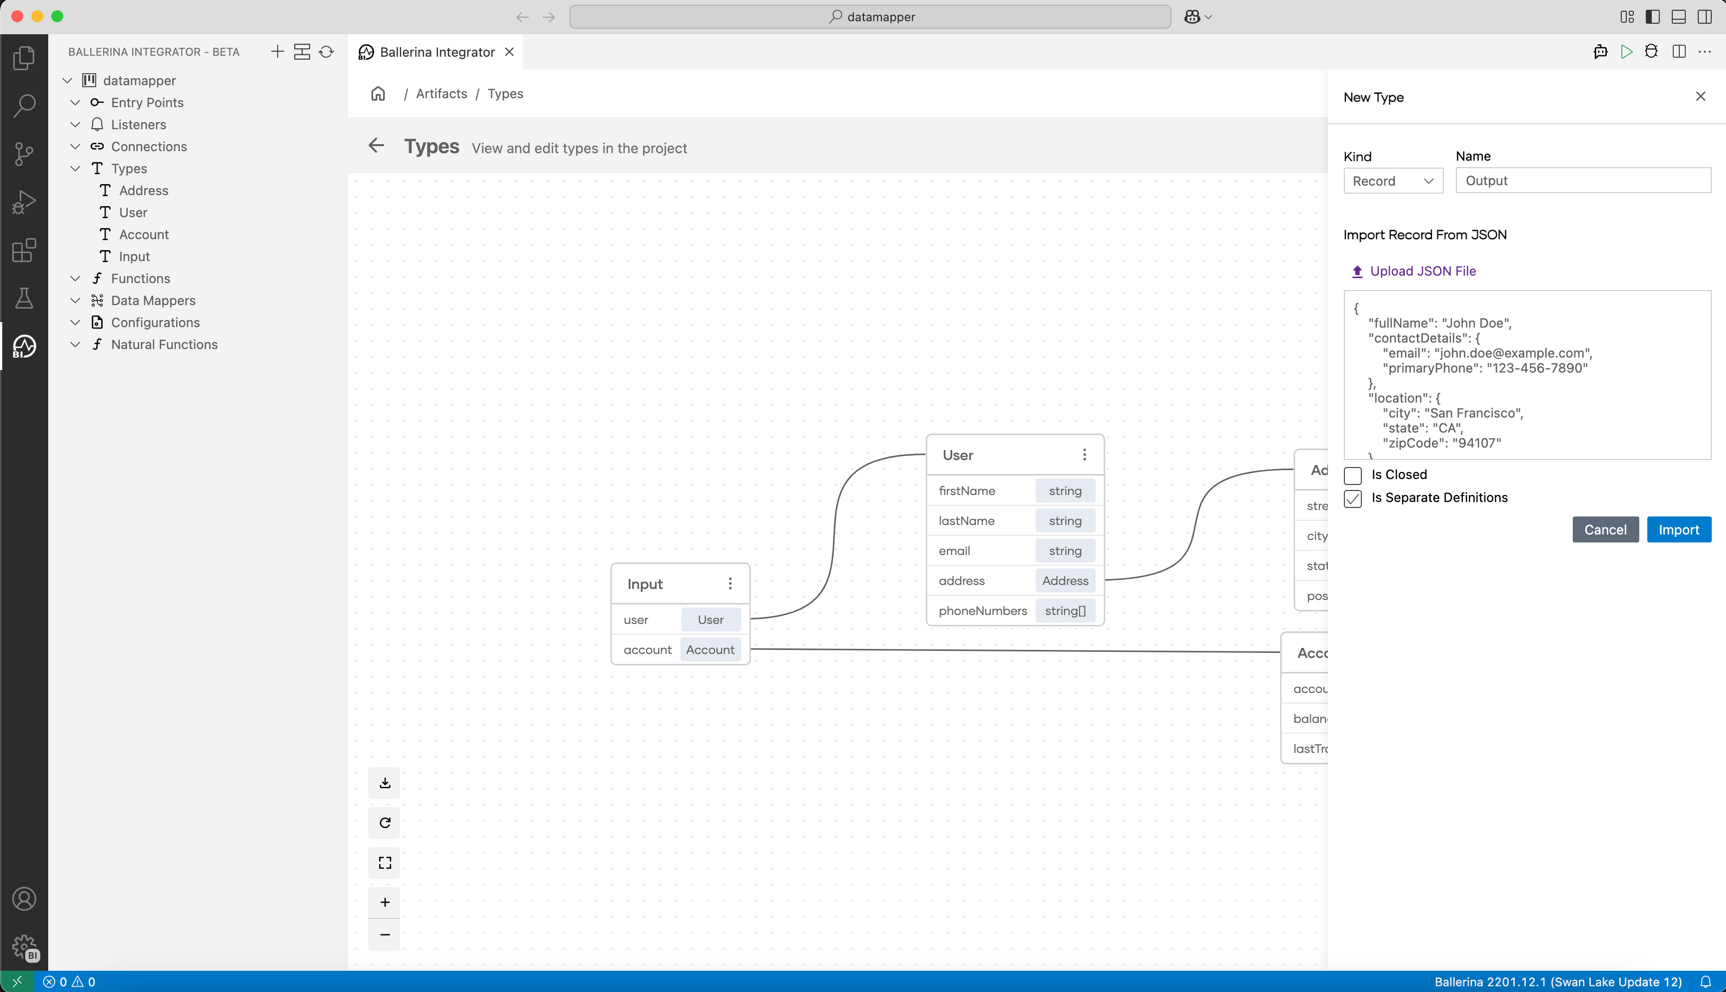 datamapper
BALLERINA INTEGRATOR - BETA
datamapper
Entry Points
Listeners
Connections
Types
Address
User
Account
Input
Functions
Data Mappers
Configurations
Natural Functions
BI
BI
Ballerina Integrator
/ Artifacts / Types
Types View and edit types in the project
Input
user User
account Account
User
firstName string
lastName string
email string
address Address
phoneNumbers string[]
Ad
stre
city
stat
pos
Acco
accou
balan
lastTra
New Type
Kind
Name
Record
Output
Import Record From JSON
Upload JSON File
{
"fullName": "John Doe",
"contactDetails": {
"email": "john.doe@example.com",
"primaryPhone": "123-456-7890"
},
"location": {
"city": "San Francisco",
"state": "CA",
"zipCode": "94107"
}
Is Closed
Is Separate Definitions
Cancel
Import
0 0
Ballerina 2201.12.1 (Swan Lake Update 12)